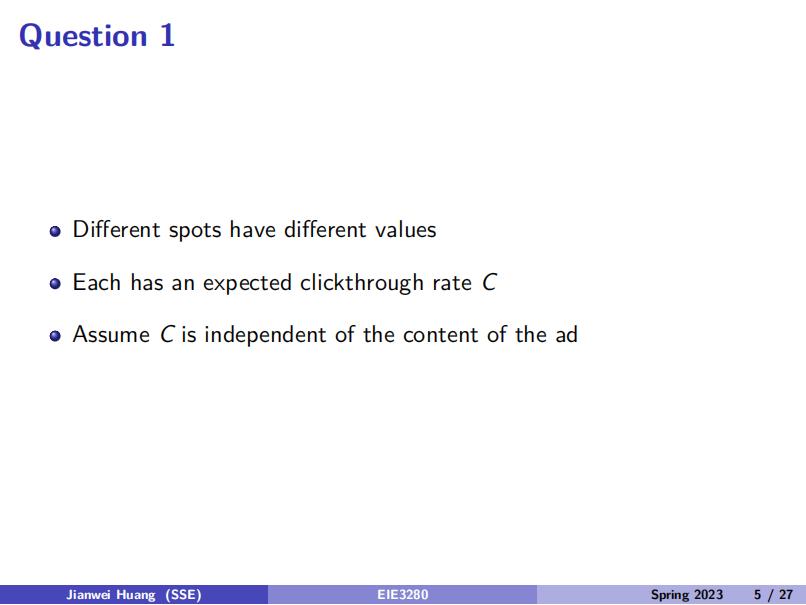 Question 1
Different spots have different values
Each has an expected clickthrough rate C
Assume C is independent of the content of the ad
Jianwei Huang (SSE) EIE3280 Spring 2023 5 / 27